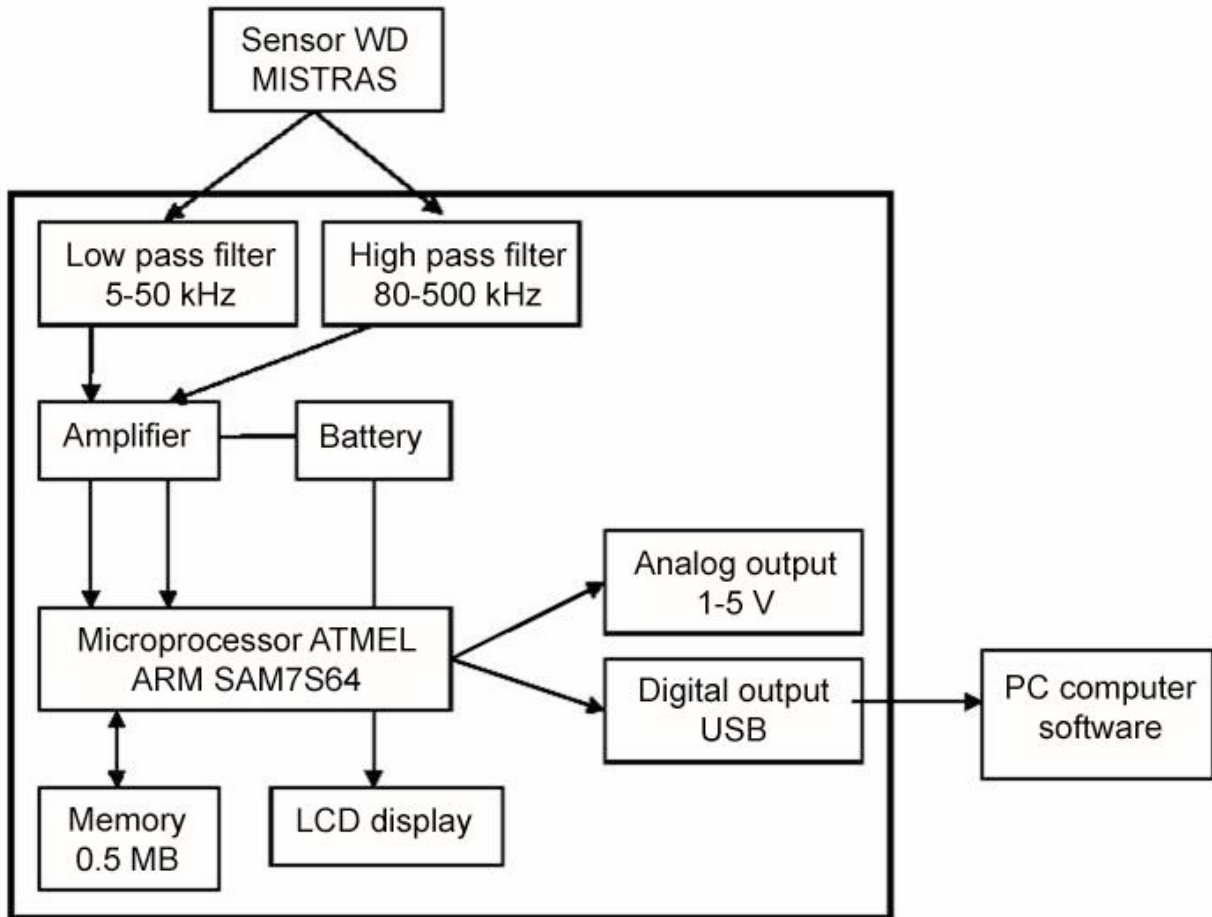 Sensor WD
MISTRAS
Low pass filter
5-50 kHz
High pass filter
80-500 kHz
Amplifier
Battery
Analog output
1-5 V
Microprocessor ATMEL
ARM SAM7S64
Digital output
USB
PC computer
software
Memory
0.5 MB
LCD display